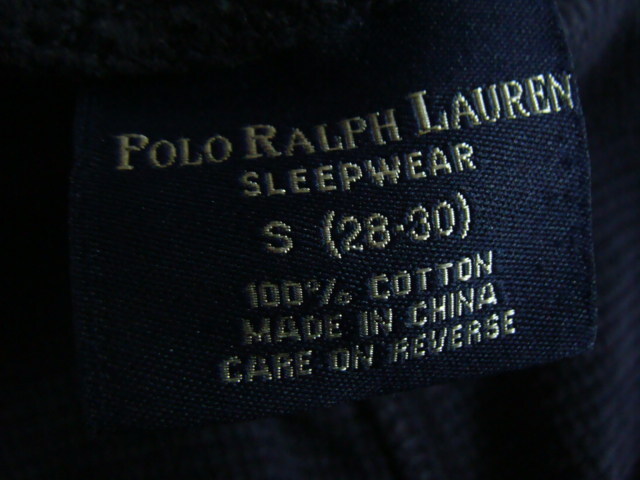 POLO RALPH LAUREN
SLEEPWEAR
S (28-30)
100% COTTON
MADE IN CHINA
CARE ON REVERSE